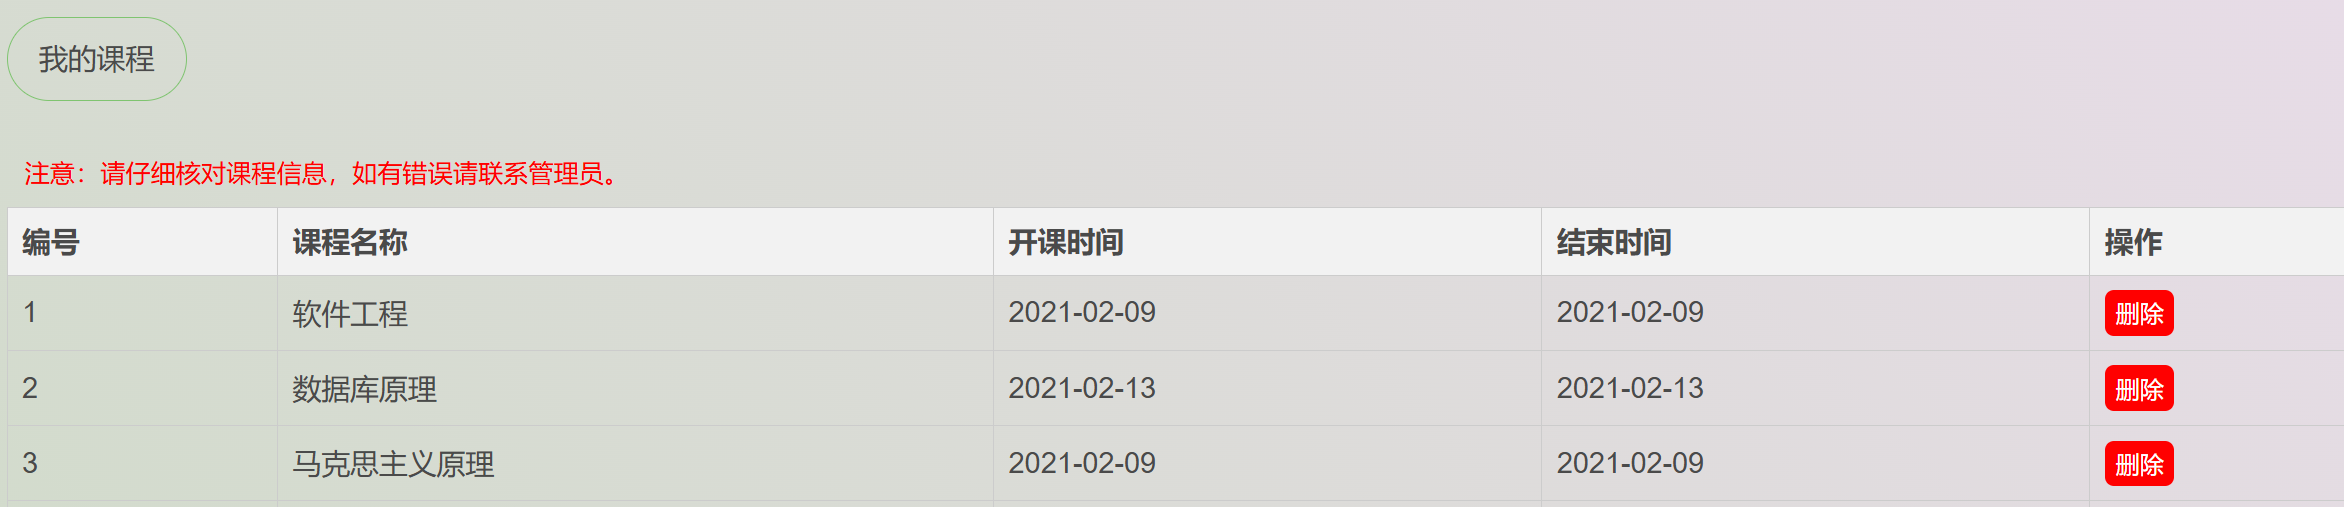 我的课程
注意：请仔细核对课程信息，如有错误请联系管理员。
编号 课程名称 开课时间 结束时间 操作
1 软件工程 2021-02-09 2021-02-09 删除
2 数据库原理 2021-02-13 2021-02-13 删除
3 马克思主义原理 2021-02-09 2021-02-09 删除